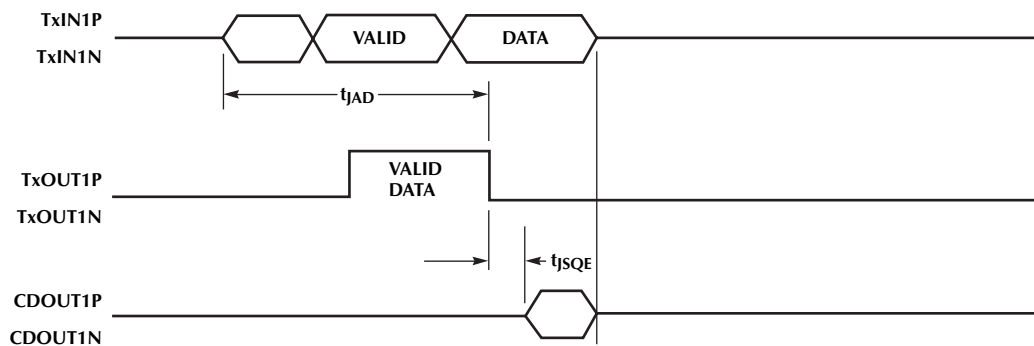 TxIN1P
TxIN1N
VALID
DATA
tJAD
TxOUT1P
TxOUT1N
VALID
DATA
tJSQE
CDOUT1P
CDOUT1N